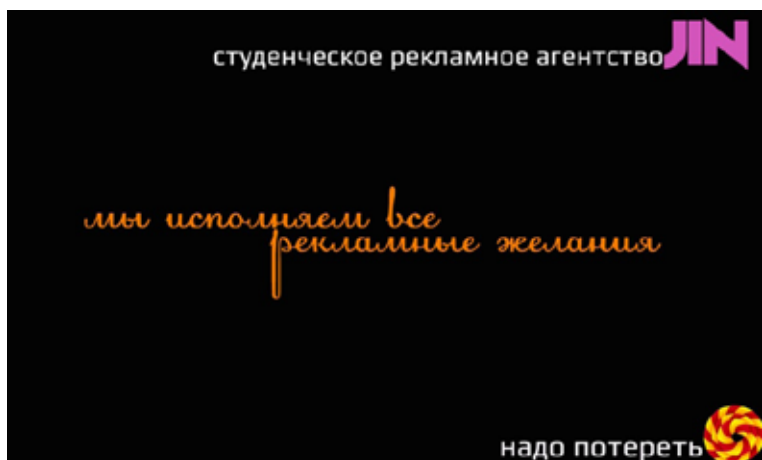 студенческое рекламное агентство JIN
мы исполняем все
рекламные желания
надо потереть